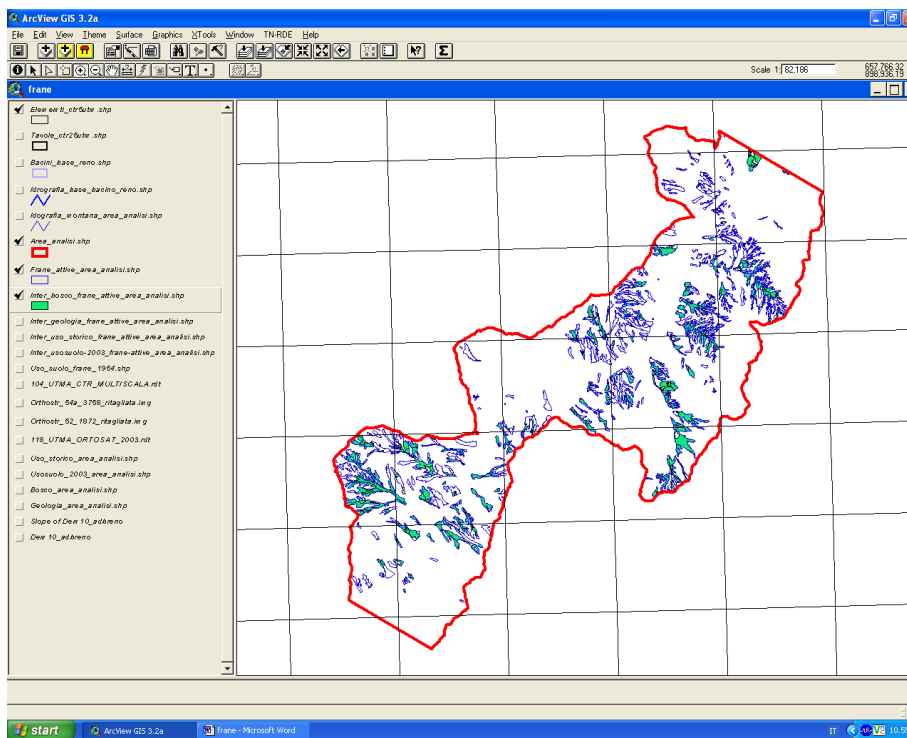 ArcView GIS 3.2a
File Edit View Theme Surface Graphics XTools Window TN-RDE Help
Scale 1: 82,186
657,766.32
898,936.19
frane
Elementi_ctr5utm.shp
Tavole_ctr25utm.shp
Bacini_base_reno.shp
Idrografia_base_bacino_reno.shp
Idografia_montana_area_analisi.shp
Area_analisi.shp
Frane_attive_area_analisi.shp
Inter_bosco_frane_attive_area_analisi.shp
Inter_geologia_frane_attive_area_analisi.shp
Inter_uso_storico_frane_attive_area_analisi.shp
Inter_usosuolo-2003_frane-attive_area_analisi.shp
Uso_suolo_frane_1954.shp
104_UTMA_CTR_MULTISCALA.rdt
Orthostr_54a_3758_ritagliata.img
Orthostr_52_1872_ritagliata.img
118_UTMA_ORTOSAT_2003.rdt
Uso_storico_area_analisi.shp
Usosuolo_2003_area_analisi.shp
Bosco_area_analisi.shp
Geologia_area_analisi.shp
Slope of Dem 10_adbreno
Dem 10_adbreno
start
ArcView GIS 3.2a
frane - Microsoft Word
IT